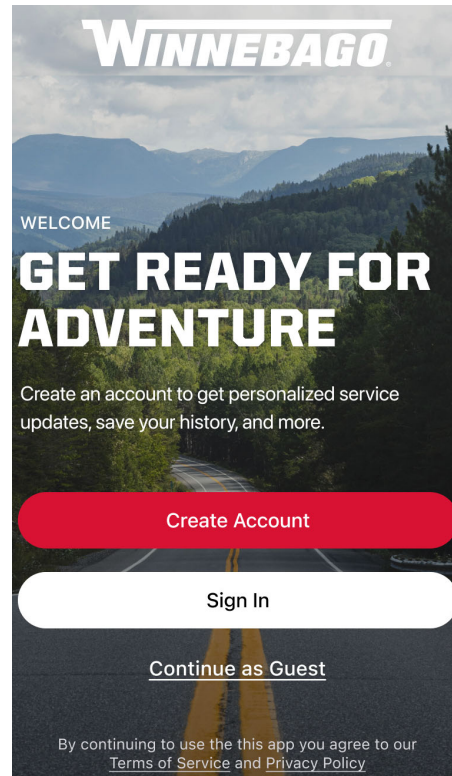 WINNEBAGO
WELCOME
GET READY FOR
ADVENTURE
Create an account to get personalized service
updates, save your history, and more.
Create Account
Sign In
Continue as Guest
By continuing to use the this app you agree to our
Terms of Service and Privacy Policy